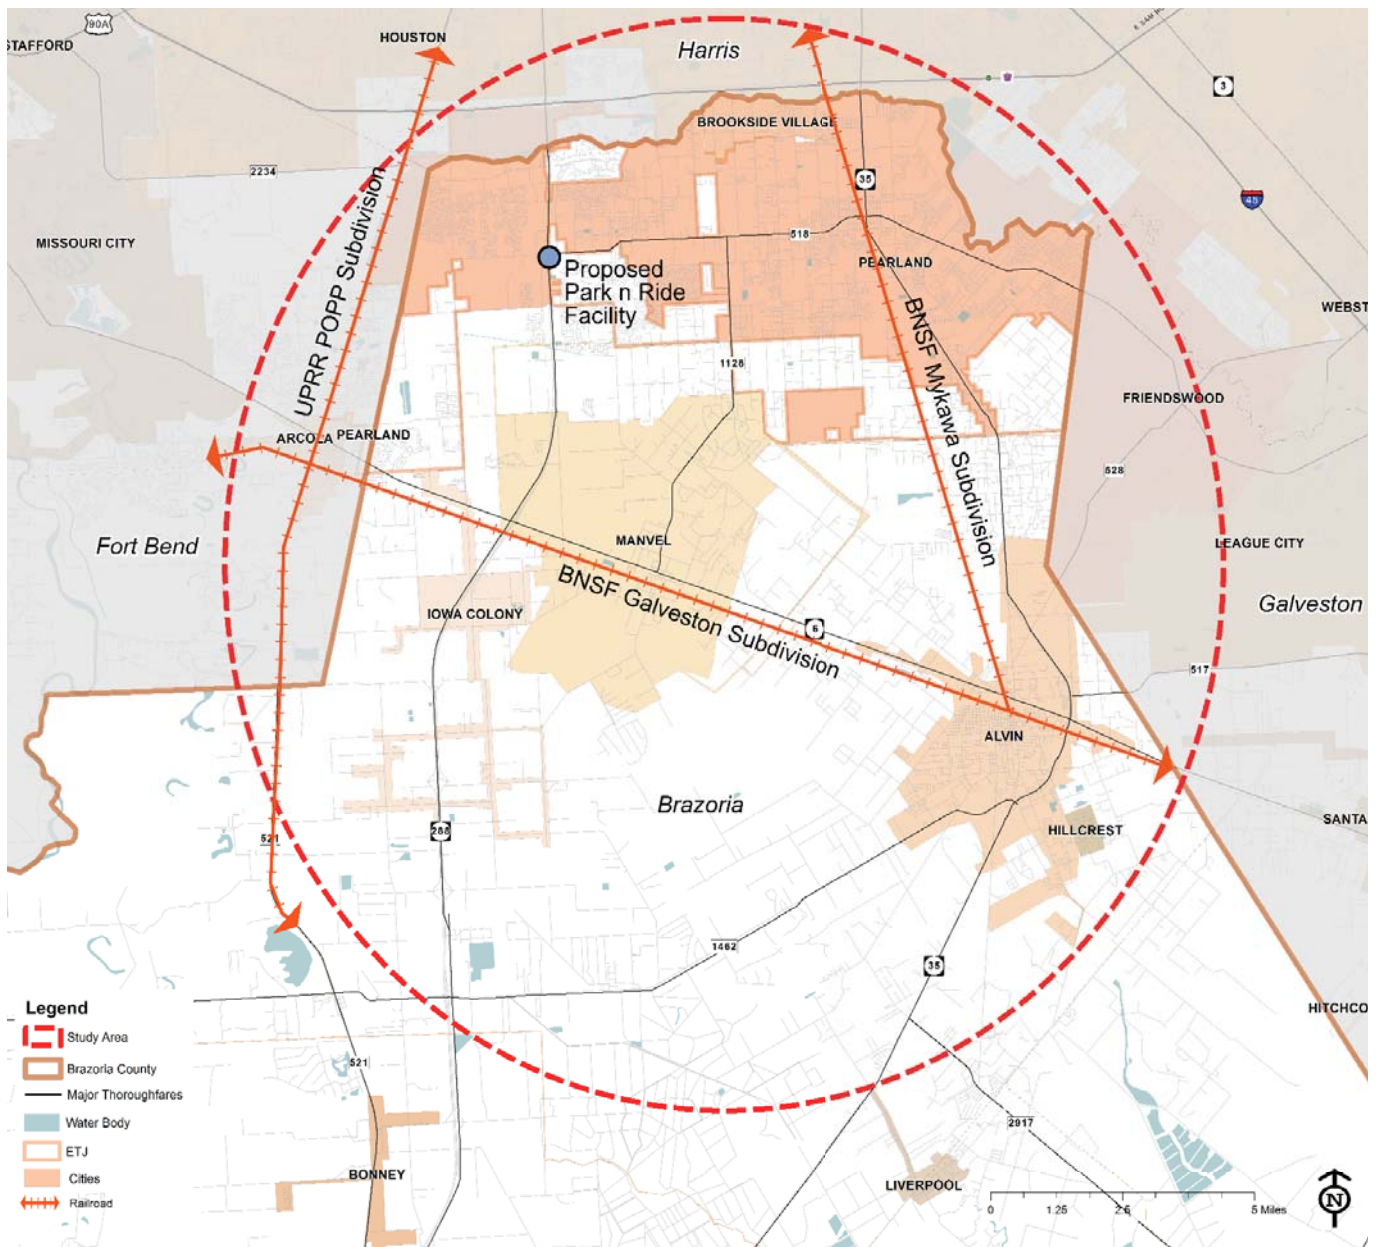 90A
STAFFORD
HOUSTON
Harris
3
BROOKSIDE VILLAGE
2234
35
45
MISSOURI CITY
518
PEARLAND
Proposed
Park n Ride
Facility
UPRR POPP Subdivision
BNSF Mykawa Subdivision
WEBST
1128
FRIENDSWOOD
ARCOLA
PEARLAND
528
Fort Bend
MANVEL
LEAGUE CITY
BNSF Galveston Subdivision
Galveston
IOWA COLONY
6
517
ALVIN
Brazoria
SANTA
288
521
HILLCREST
1462
35
HITCHCO
Legend
Study Area
Brazoria County
Major Thoroughfares
Water Body
ETJ
Cities
Railroad
521
2917
BONNEY
LIVERPOOL
0 1.25 2.5 5 Miles
N